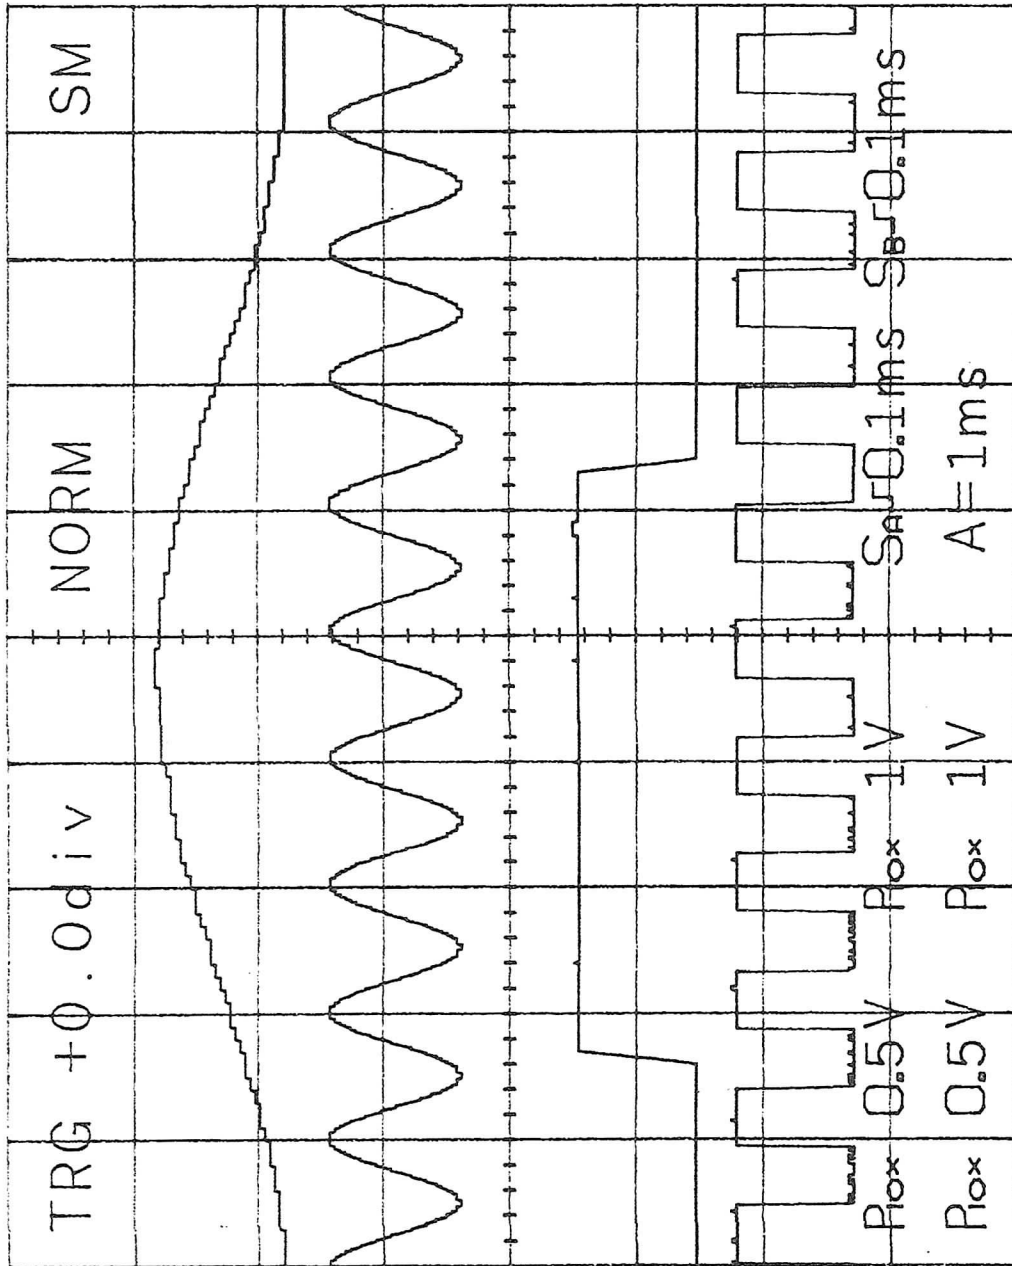 TRG +0.0div NORM SM
P10x 0.5V P10x 1V SA⎍0.1ms SB⎍0.1ms
P10x 0.5V P10x 1V A=1ms